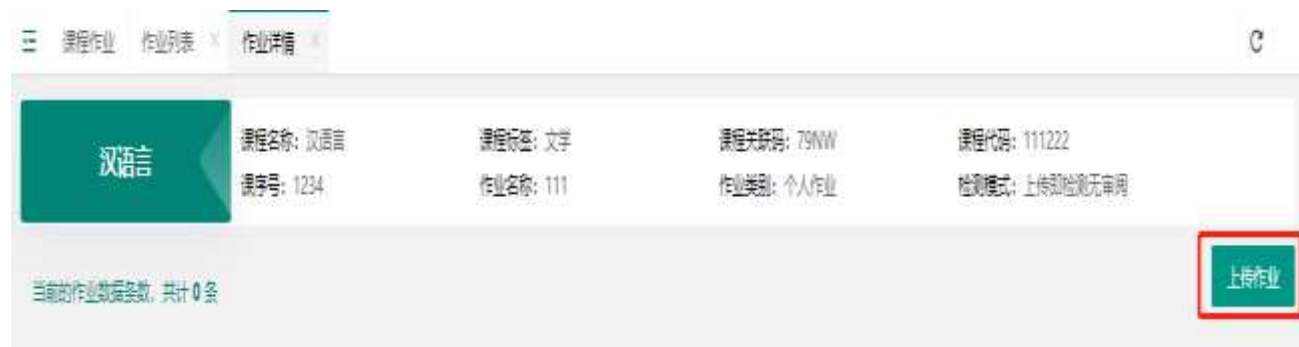 课程作业 作业列表 × 作业详情 ×
汉语言
课程名称: 汉语言 课程标签: 文学 课程关联码: 79NW 课程代码: 111222
课序号: 1234 作业名称: 111 作业类别: 个人作业 检测模式: 上传即检测无审阅
上传作业
当前的作业数据条数, 共计 0 条